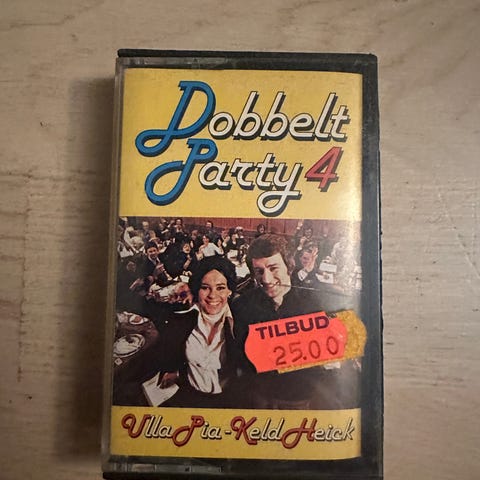 Dobbelt
Party 4
TILBUD
25.00
Ulla Pia - Keld Heick